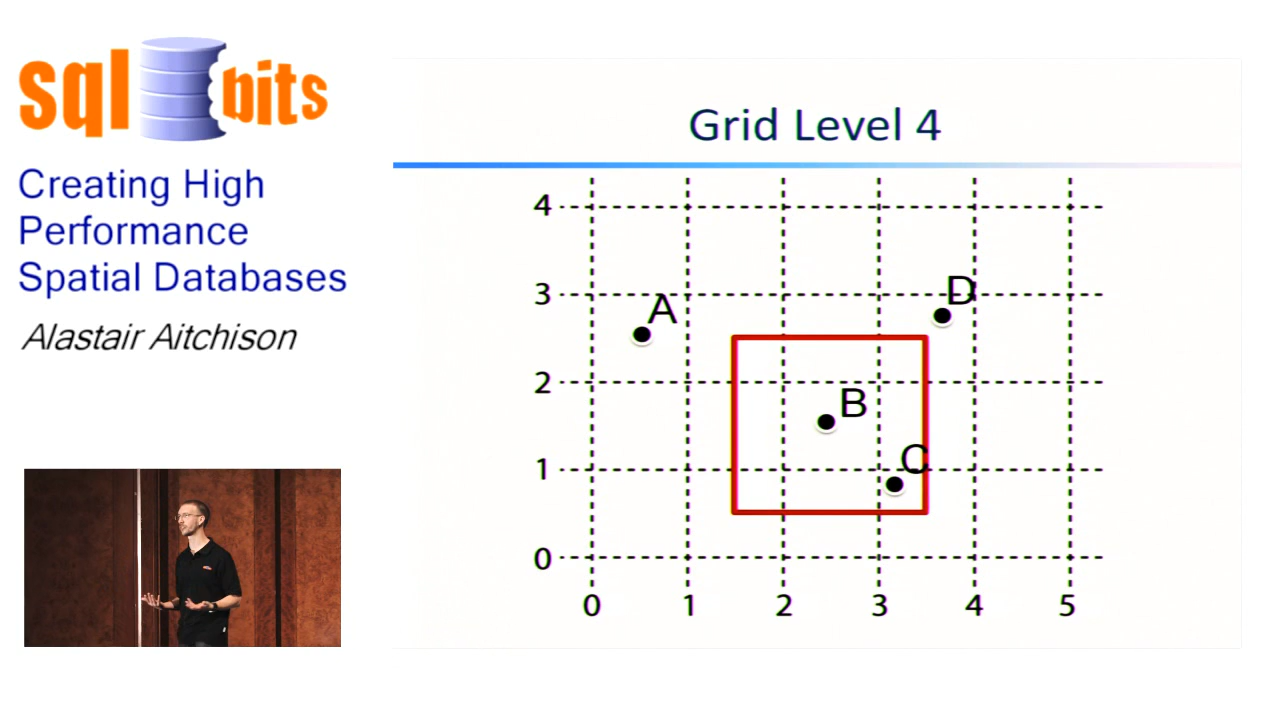 sql bits
Creating High
Performance
Spatial Databases
Alastair Aitchison
Grid Level 4
4
3
2
1
0
A
D
B
C
0 1 2 3 4 5